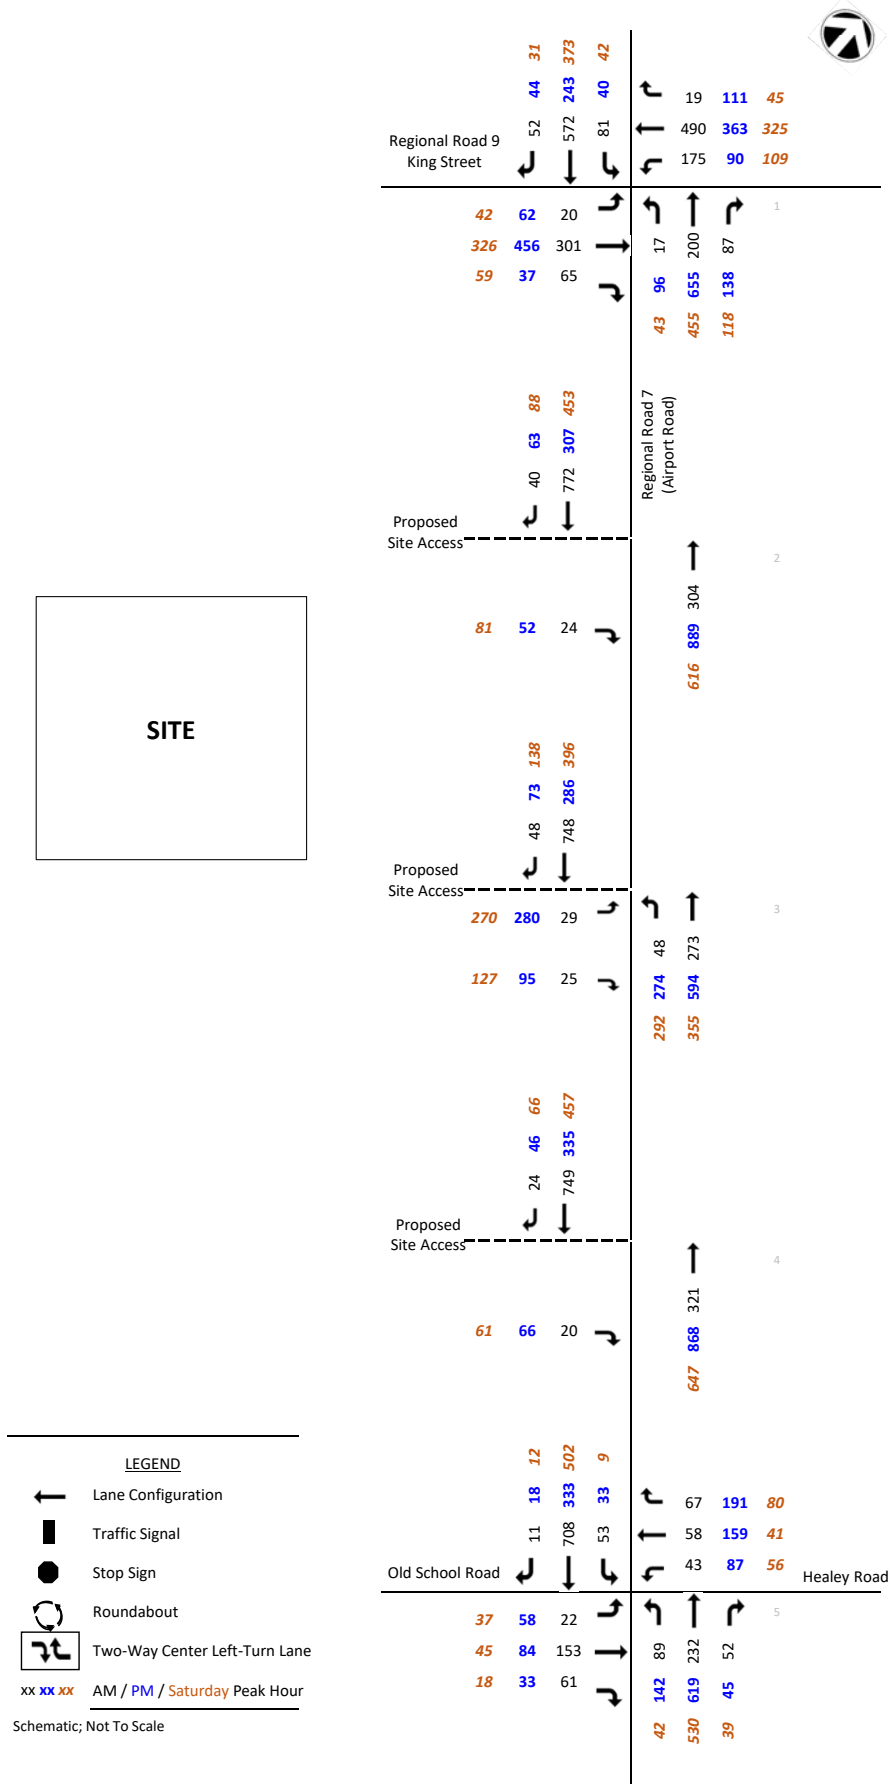 31 373 42
44 243 40
52 572 81
19 111 45
490 363 325
175 90 109
Regional Road 9
King Street
42 62 20
326 456 301
59 37 65
17 200 87
96 655 138
43 455 118
1
Regional Road 7
(Airport Road)
88 453
63 307
40 772
Proposed
Site Access
2
81 52 24
304
889
616
SITE
138 396
73 286
48 748
Proposed
Site Access
3
270 280 29
127 95 25
48 273
274 594
292 355
66 457
46 335
24 749
Proposed
Site Access
4
61 66 20
321
868
647
12 502 9
18 333 33
11 708 53
67 191 80
58 159 41
43 87 56
Old School Road
Healey Road
37 58 22
45 84 153
18 33 61
89 232 52
142 619 45
42 530 39
5
LEGEND
Lane Configuration
Traffic Signal
Stop Sign
Roundabout
Two-Way Center Left-Turn Lane
xx xx xx AM / PM / Saturday Peak Hour
Schematic; Not To Scale